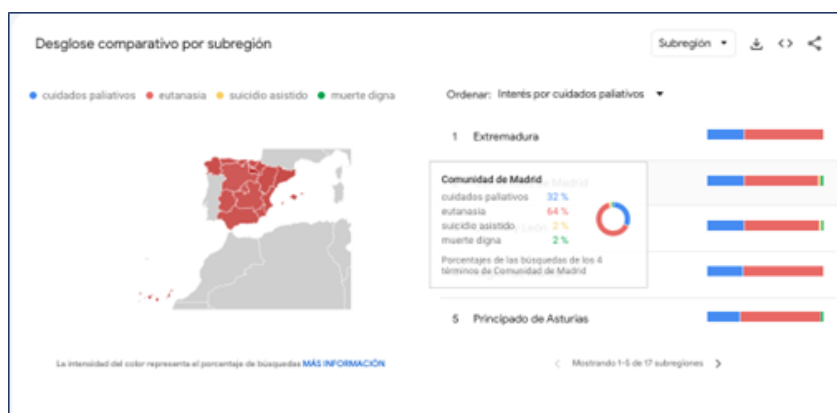 Desglose comparativo por subregión
Subregión
cuidados paliativos eutanasia suicidio asistido muerte digna
Ordenar: Interés por cuidados paliativos
1 Extremadura
Comunidad de Madrid
cuidados paliativos 32 %
eutanasia 64 %
suicidio asistido 2 %
muerte digna 2 %
Porcentajes de las búsquedas de los 4
términos de Comunidad de Madrid
5 Principado de Asturias
La intensidad del color representa el porcentaje de búsquedas MÁS INFORMACIÓN
Mostrando 1-5 de 17 subregiones